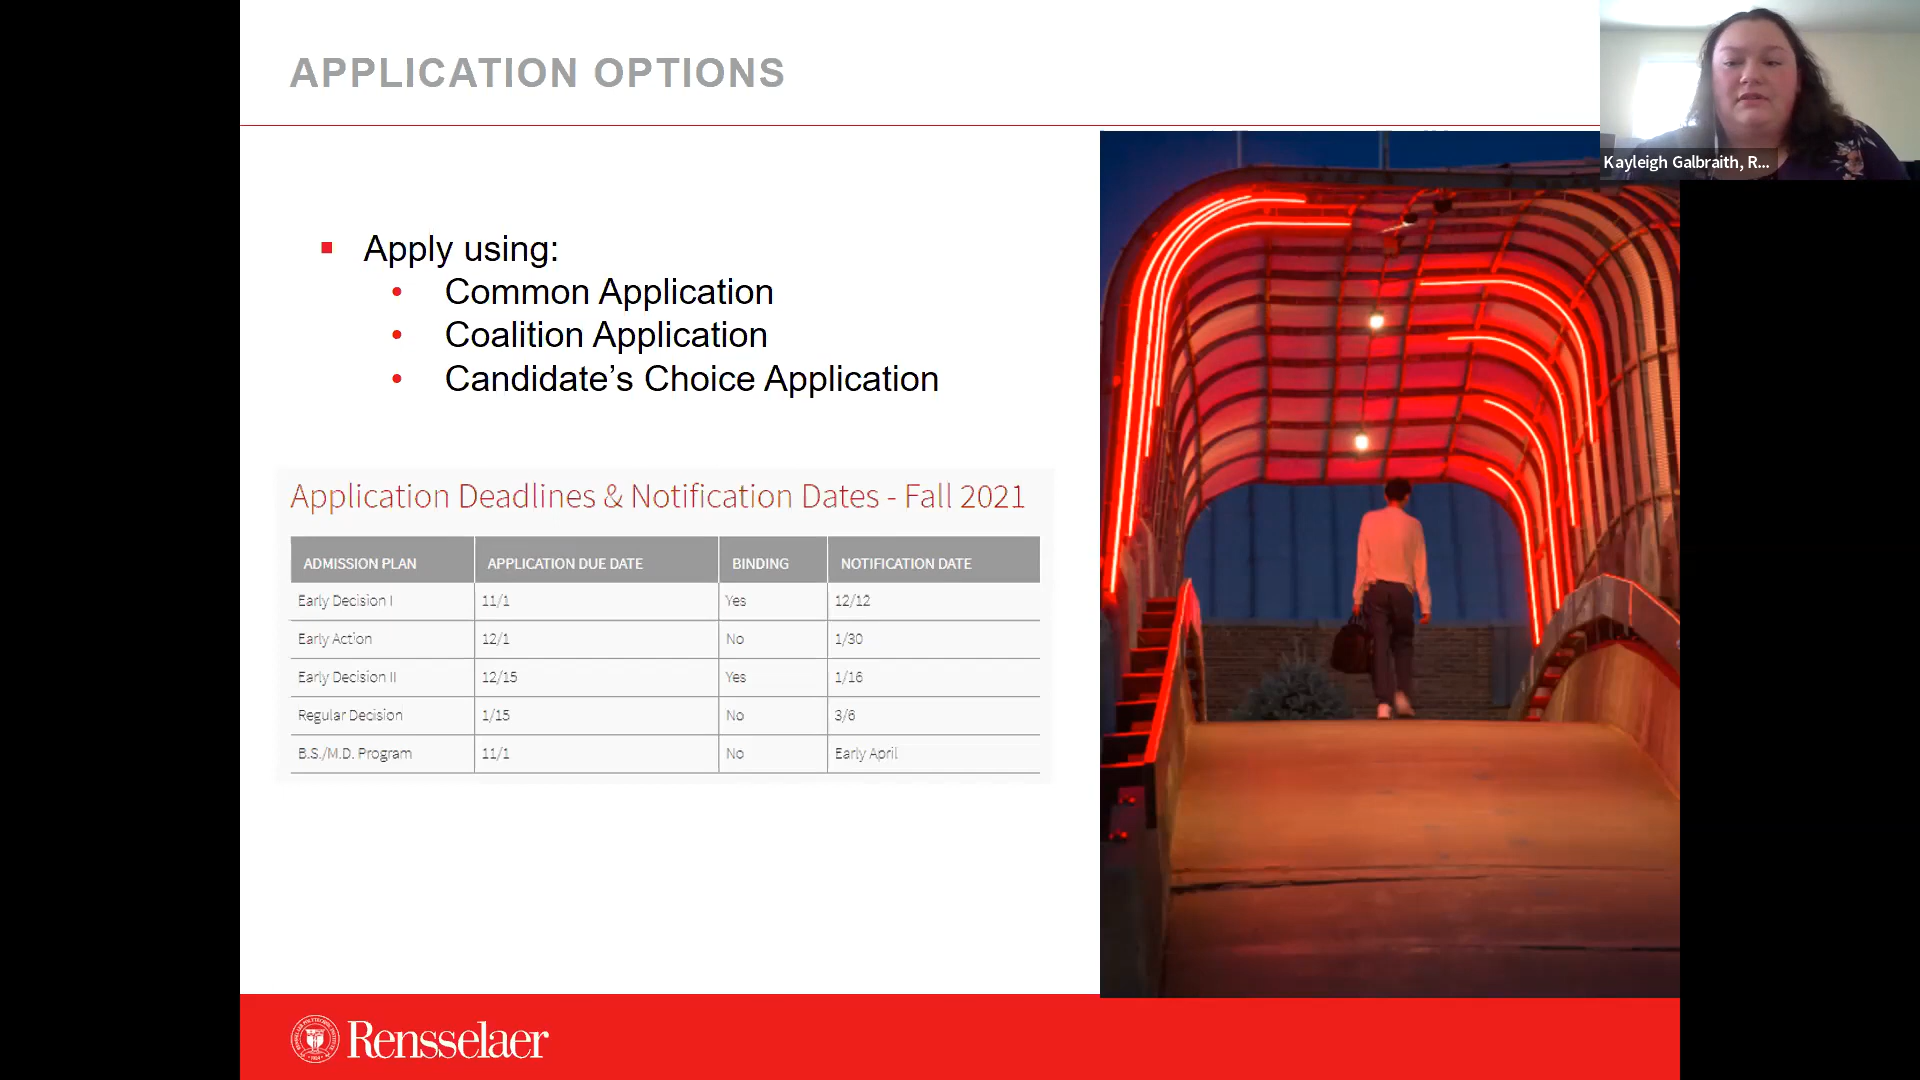 APPLICATION OPTIONS
Kayleigh Galbraith, R...
Apply using:
Common Application
Coalition Application
Candidate’s Choice Application
Application Deadlines & Notification Dates - Fall 2021
ADMISSION PLAN APPLICATION DUE DATE BINDING NOTIFICATION DATE
Early Decision I 11/1 Yes 12/12
Early Action 12/1 No 1/30
Early Decision II 12/15 Yes 1/16
Regular Decision 1/15 No 3/6
B.S./M.D. Program 11/1 No Early April
Rensselaer